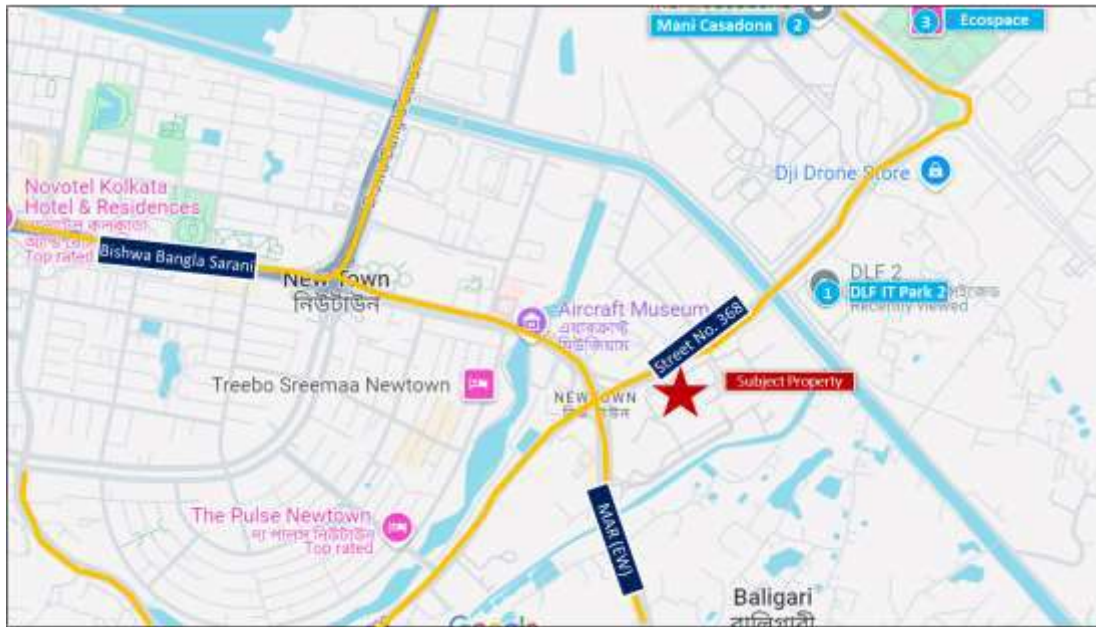 Mani Casadona
2
3
Ecospace
Dji Drone Store
Novotel Kolkata
Hotel & Residences
Top rated
Bishwa Bangla Sarani
New Town
নিউটাউন
DLF 2
1
DLF IT Park 2
Recently viewed
Aircraft Museum
এয়ারক্রাফ্ট
মিউজিয়াম
Street No. 368
Subject Property
Treebo Sreemaa Newtown
NEWTOWN
The Pulse Newtown
দ্য পালস নিউটাউন
Top rated
MAR (EW)
Baligari
বালিগারী
Google